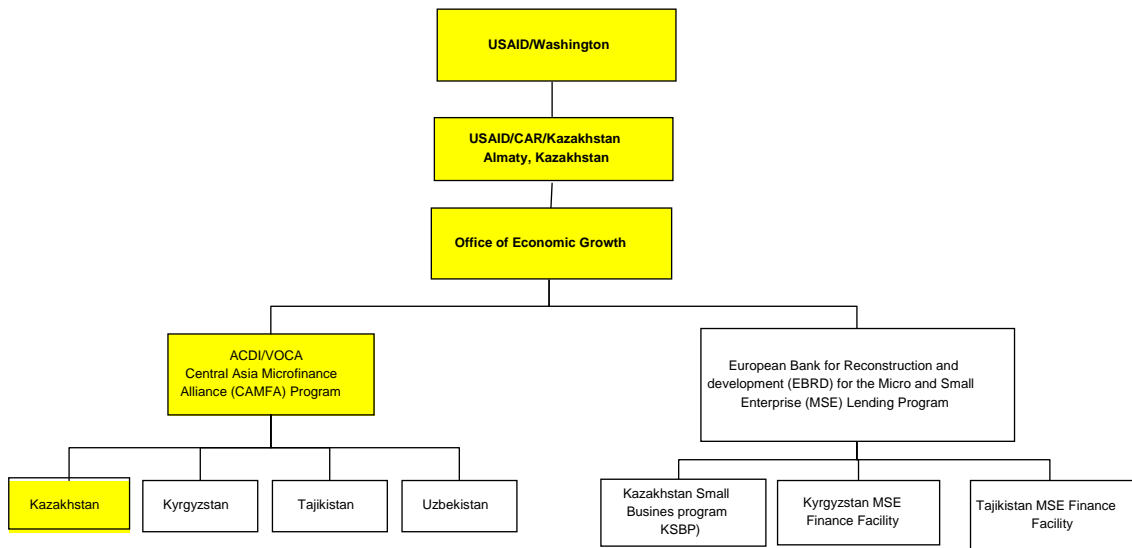 USAID/Washington
USAID/CAR/Kazakhstan
Almaty, Kazakhstan
Office of Economic Growth
ACDI/VOCA
Central Asia Microfinance
Alliance (CAMFA) Program
European Bank for Reconstruction and
development (EBRD) for the Micro and Small
Enterprise (MSE) Lending Program
Kazakhstan
Kyrgyzstan
Tajikistan
Uzbekistan
Kazakhstan Small
Busines program
KSBP)
Kyrgyzstan MSE
Finance Facility
Tajikistan MSE Finance
Facility